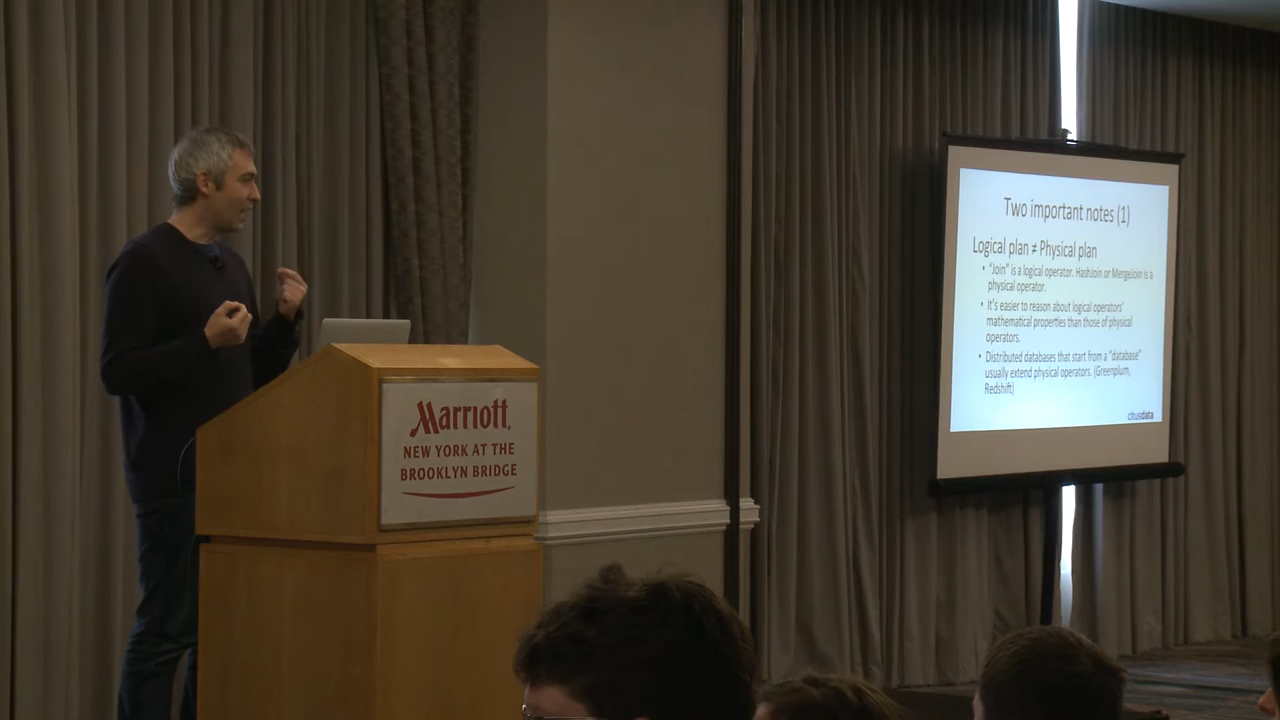 Marriott
NEW YORK AT THE
BROOKLYN BRIDGE
Two important notes (1)
Logical plan ≠ Physical plan
• "Join" is a logical operator. HashJoin or MergeJoin is a
physical operator.
• It's easier to reason about logical operators'
mathematical properties than those of physical
operators.
• Distributed databases that start from a "database"
usually extend physical operators. (Greenplum,
Redshift)
citusdata